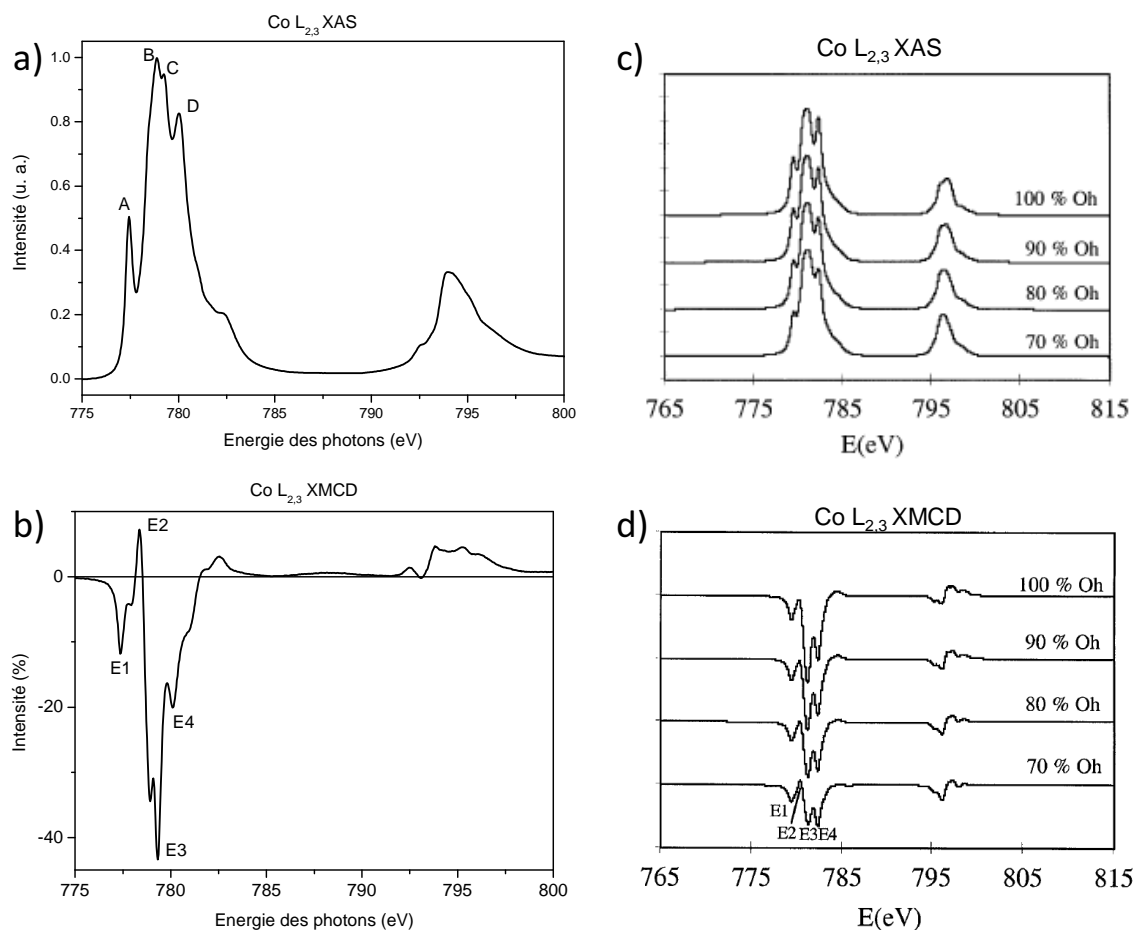 a)
Co L2,3 XAS
Intensité (u. a.)
1.0
0.8
0.6
0.4
0.2
0.0
A
B
C
D
775 780 785 790 795 800
Energie des photons (eV)
b)
Co L2,3 XMCD
Intensité (%)
0
-20
-40
E1
E2
E3
E4
775 780 785 790 795 800
Energie des photons (eV)
c)
Co L2,3 XAS
100 % Oh
90 % Oh
80 % Oh
70 % Oh
765 775 785 795 805 815
E(eV)
d)
Co L2,3 XMCD
100 % Oh
90 % Oh
80 % Oh
70 % Oh
E1
E2 E3 E4
765 775 785 795 805 815
E(eV)